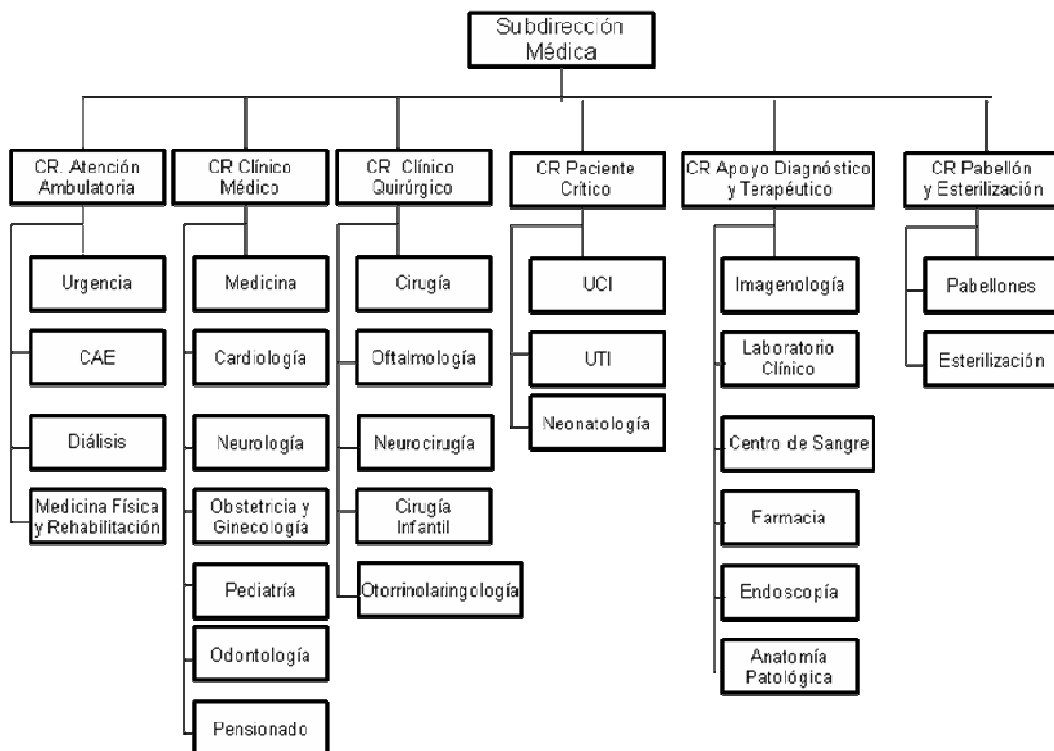 Subdirección
Médica
CR. Atención
Ambulatoria
CR Clínico
Médico
CR Clínico
Quirúrgico
CR Paciente
Crítico
CR Apoyo Diagnóstico
y Terapéutico
CR Pabellón
y Esterilización
Urgencia
CAE
Diálisis
Medicina Física
y Rehabilitación
Medicina
Cardiología
Neurología
Obstetricia y
Ginecología
Pediatría
Odontología
Pensionado
Cirugía
Oftalmología
Neurocirugía
Cirugía
Infantil
Otorrinolaringología
UCI
UTI
Neonatología
Imagenología
Laboratorio
Clínico
Centro de Sangre
Farmacia
Endoscopía
Anatomía
Patológica
Pabellones
Esterilización